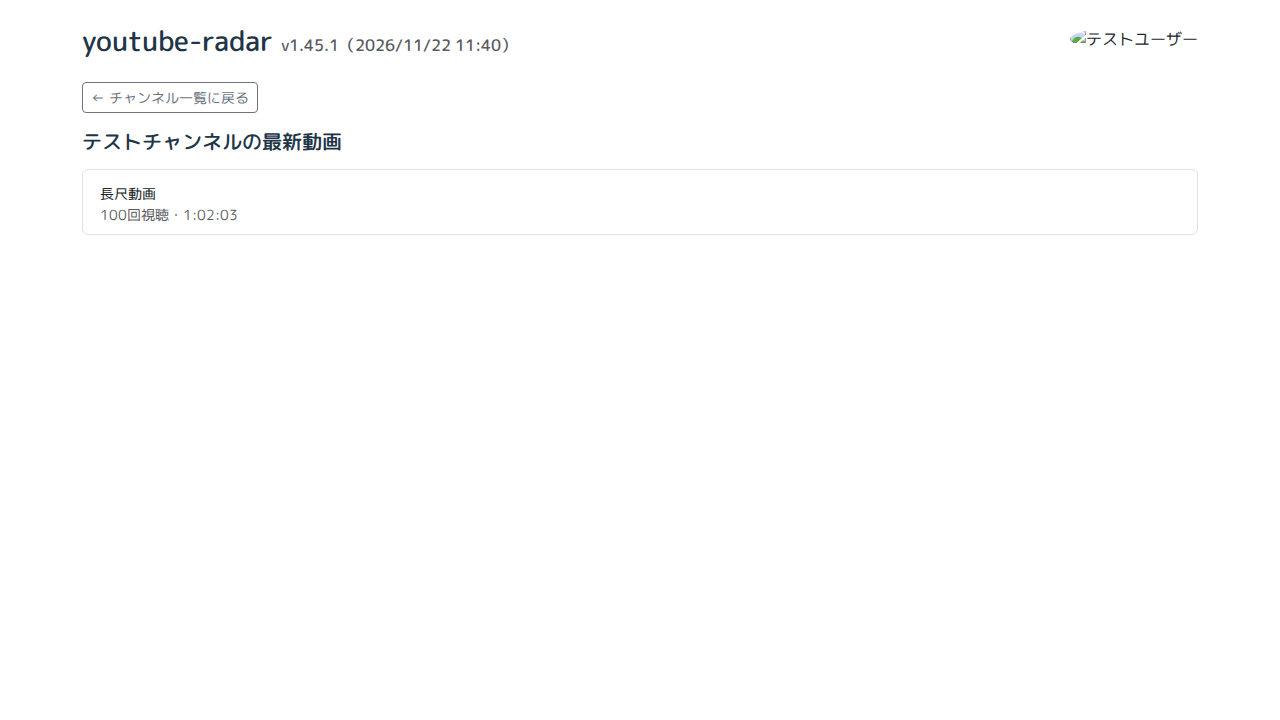 youtube-radar v1.45.1（2026/11/22 11:40）
テストユーザー
← チャンネル一覧に戻る
テストチャンネルの最新動画
長尺動画
100回視聴・1:02:03